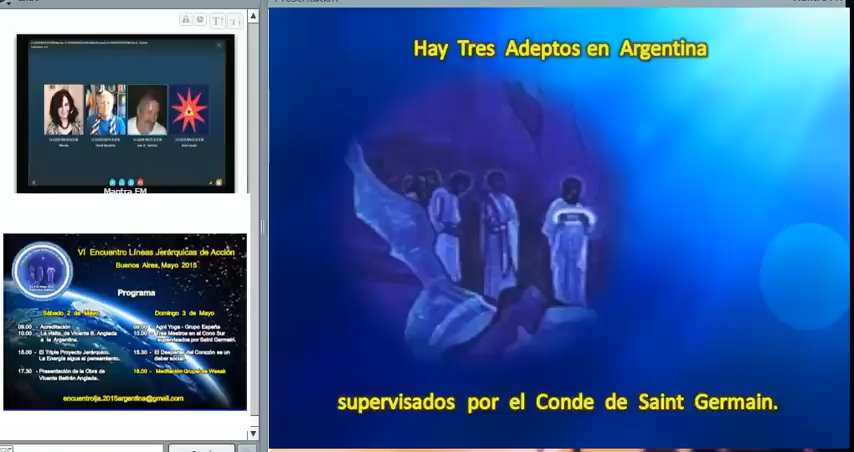 Hay Tres Adeptos en Argentina
supervisados por el Conde de Saint Germain.
Mantra FM
VI Encuentro Líneas Jerárquicas de Acción
Buenos Aires, Mayo 2015
Programa
Sábado 2 de Mayo
09.00 - Acreditación
10.00 - La visita de Vicente B. Anglada
a la Argentina.
15.00 - El Triple Proyecto Jerárquico.
La Energía sigue al pensamiento.
17.30 - Presentación de la Obra de
Vicente Beltrán Anglada.
Domingo 3 de Mayo
09.00 - Agni Yoga - Grupo España
10.00 - Tres Mestros en el Cono Sur
supervisados por Saint Germain.
15.30 - El Despertar del Corazón es un
deber social.
18.00 - Meditación Grupal de Wesak